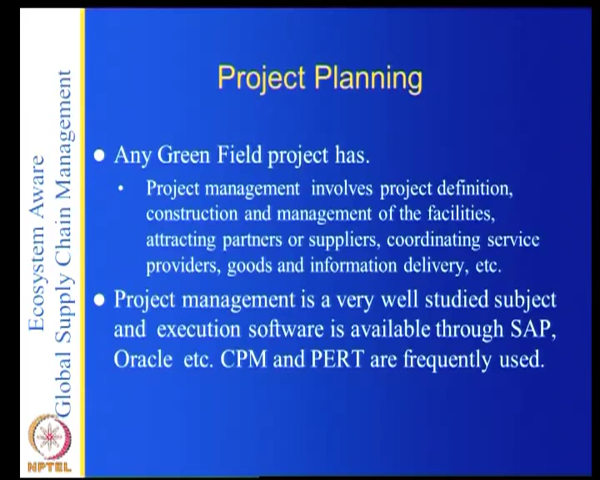 Project Planning
Any Green Field project has.
Project management involves project definition,
construction and management of the facilities,
attracting partners or suppliers, coordinating service
providers, goods and information delivery, etc.
Project management is a very well studied subject
and execution software is available through SAP,
Oracle etc. CPM and PERT are frequently used.
Ecosystem Aware
Global Supply Chain Management
NPTEL